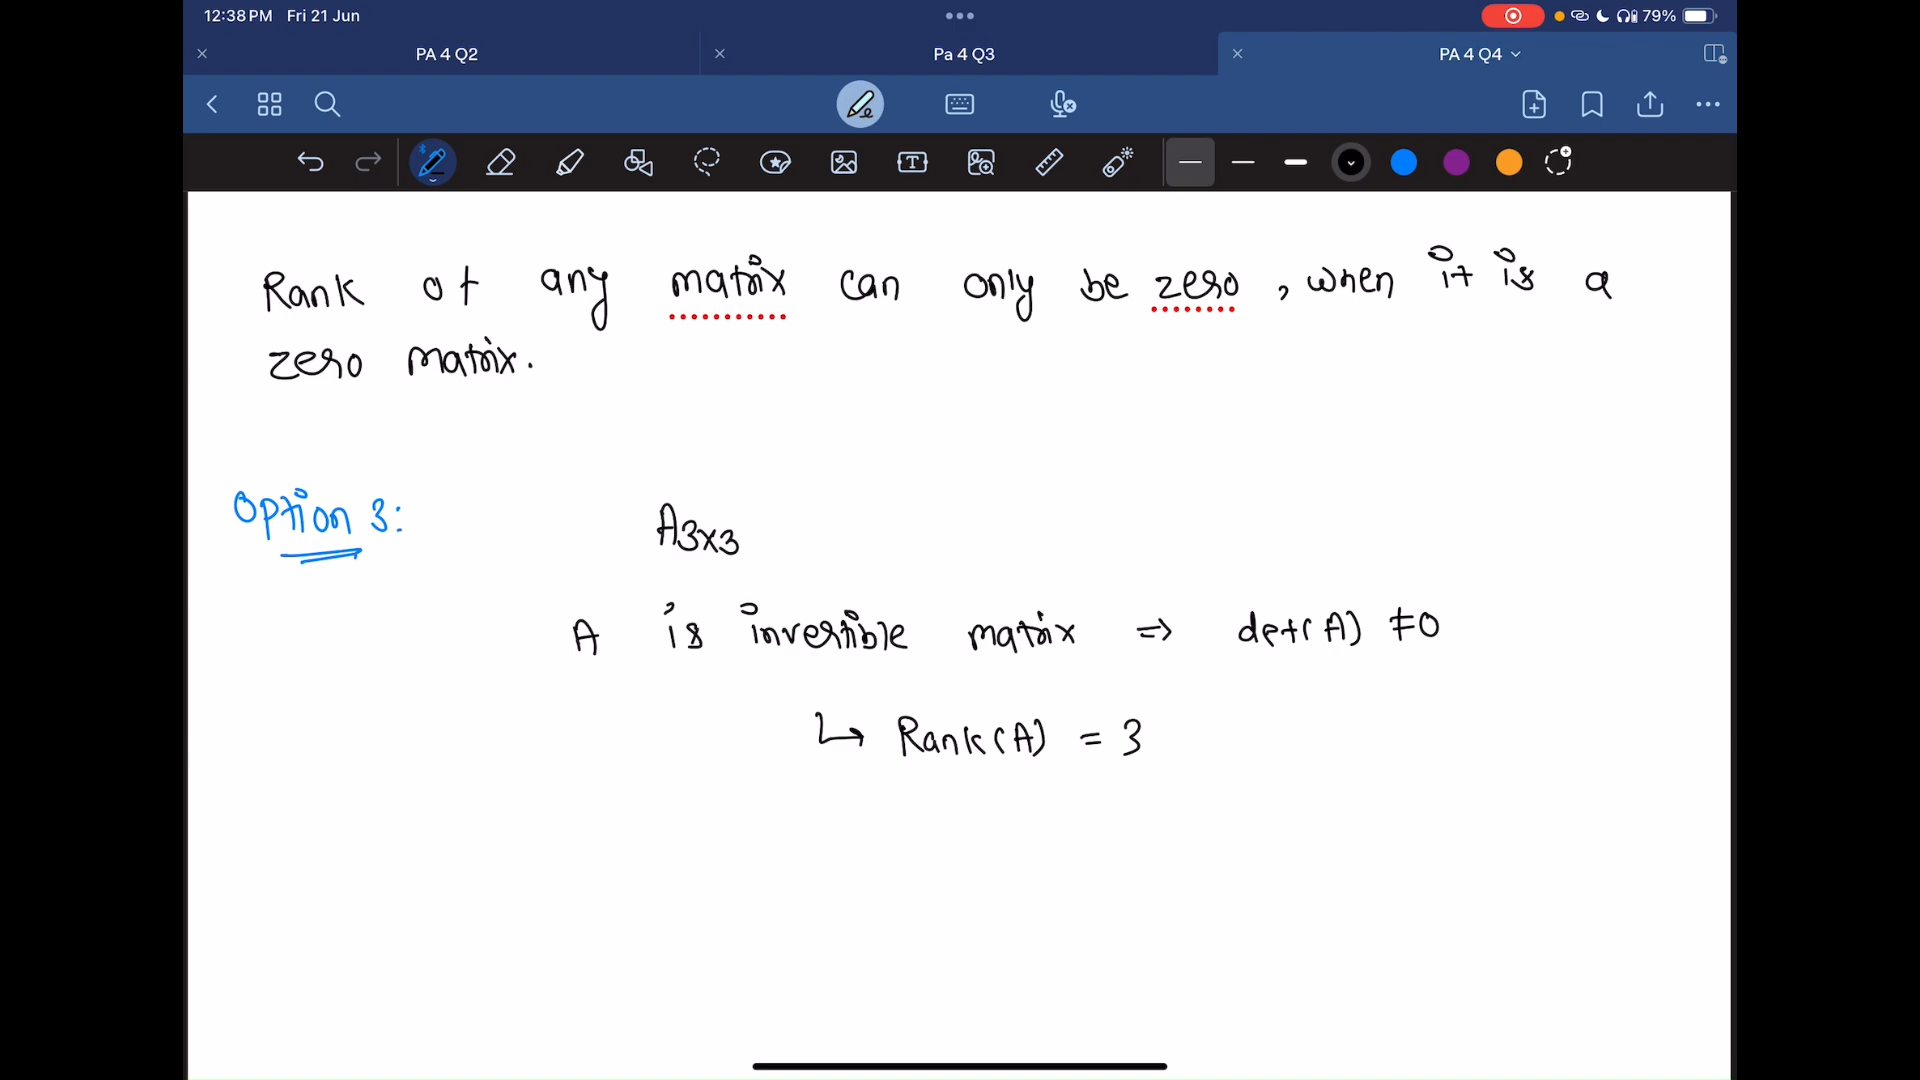 12:38 PM Fri 21 Jun
79%
PA 4 Q2
Pa 4 Q3
PA 4 Q4
Rank of any matrix can only be zero, when it is a
zero matrix.
Option 3:
A3x3
A is invertible matrix => det(A) ≠0
↳ Rank(A) = 3